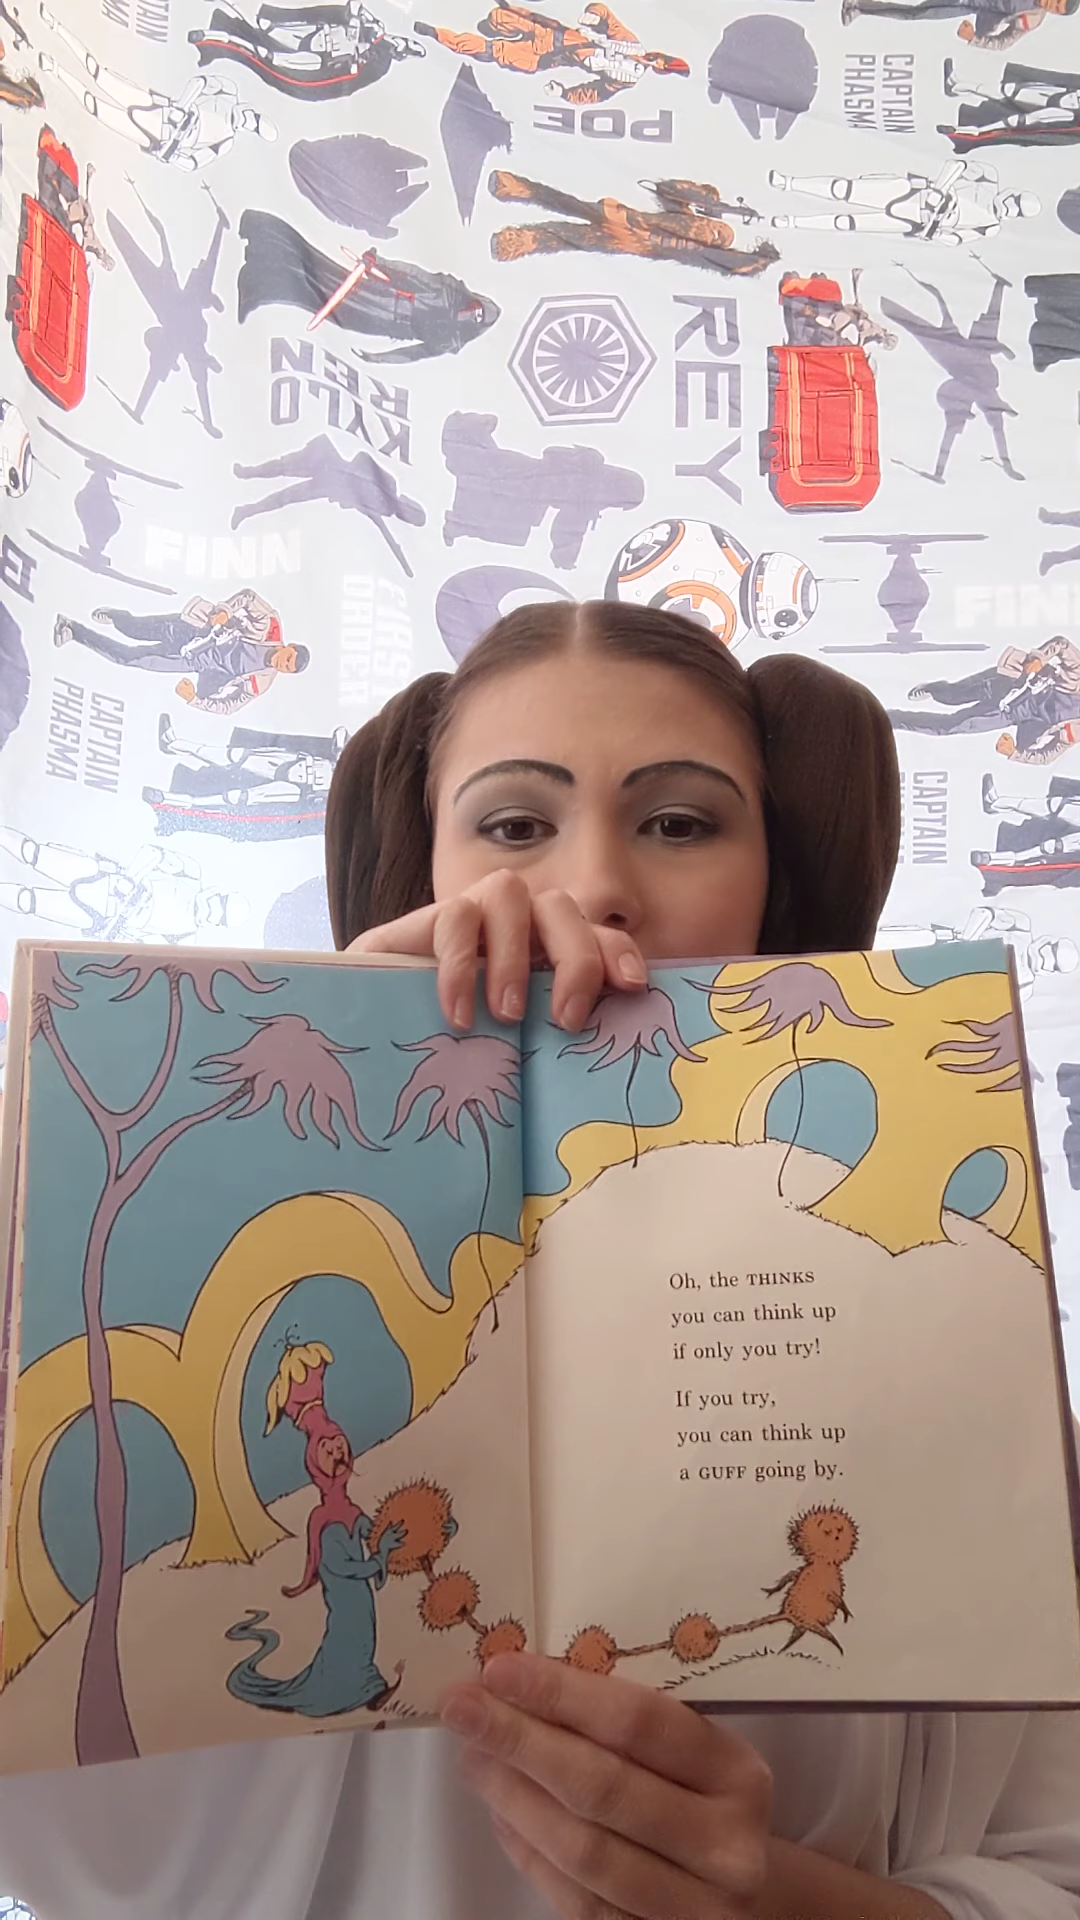 CAPTAIN
CAPTAIN
PHASMA
POE
REY
KYLO
REN
FINN
FIRST
ORDER
FINN
CAPTAIN
PHASMA
CAPTAIN
Oh, the THINKS
you can think up
if only you try!
If you try,
you can think up
a GUFF going by.